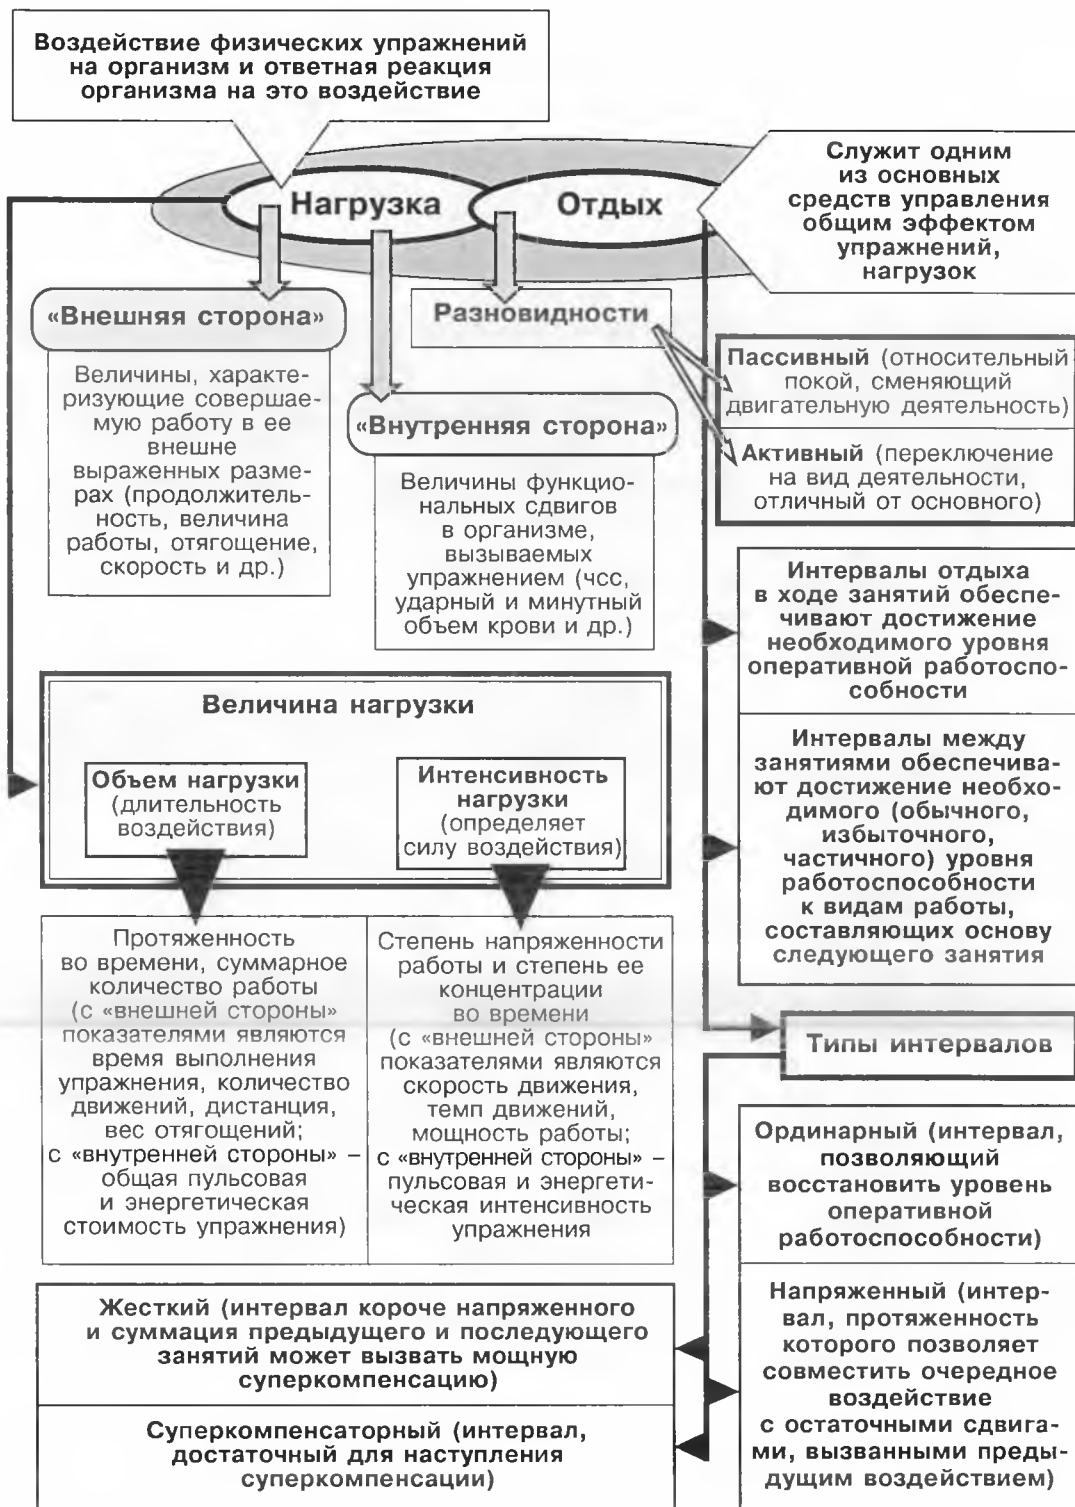 Воздействие физических упражнений
на организм и ответная реакция
организма на это воздействие
Служит одним
из основных
средств управления
общим эффектом
упражнений,
нагрузок
Нагрузка
Отдых
«Внешняя сторона»
Величины, характе-
ризующие совершае-
мую работу в ее
внешне
выраженных разме-
рах (продолжитель-
ность, величина
работы, отягощение,
скорость и др.)
«Внутренняя сторона»
Величины функцио-
нальных сдвигов
в организме,
вызываемых
упражнением (чсс,
ударный и минутный
объем крови и др.)
Разновидности
Пассивный (относительный
покой, сменяющий
двигательную деятельность)
Активный (переключение
на вид деятельности,
отличный от основного)
Интервалы отдыха
в ходе занятий обеспе-
чивают достижение
необходимого уровня
оперативной работоспо-
собности
Интервалы между
занятиями обеспечива-
ют достижение необхо-
димого (обычного,
избыточного,
частичного) уровня
работоспособности
к видам работы,
составляющих основу
следующего занятия
Величина нагрузки
Объем нагрузки
(длительность
воздействия)
Интенсивность
нагрузки
(определяет
силу воздействия)
Протяженность
во времени, суммарное
количество работы
(с «внешней стороны»
показателями являются
время выполнения
упражнения, количество
движений, дистанция,
вес отягощений;
с «внутренней стороны» –
общая пульсовая
и энергетическая
стоимость упражнения)
Степень напряженности
работы и степень ее
концентрации
во времени
(с «внешней стороны»
показателями являются
скорость движения,
темп движений,
мощность работы;
с «внутренней стороны» –
пульсовая и энергети-
ческая интенсивность
упражнения
Типы интервалов
Ординарный (интервал,
позволяющий
восстановить уровень
оперативной
работоспособности)
Напряженный (интер-
вал, протяженность
которого позволяет
совместить очередное
воздействие
с остаточными сдвига-
ми, вызванными преды-
дущим воздействием)
Жесткий (интервал короче напряженного
и суммация предыдущего и последующего
занятий может вызвать мощную
суперкомпенсацию)
Суперкомпенсаторный (интервал,
достаточный для наступления
суперкомпенсации)